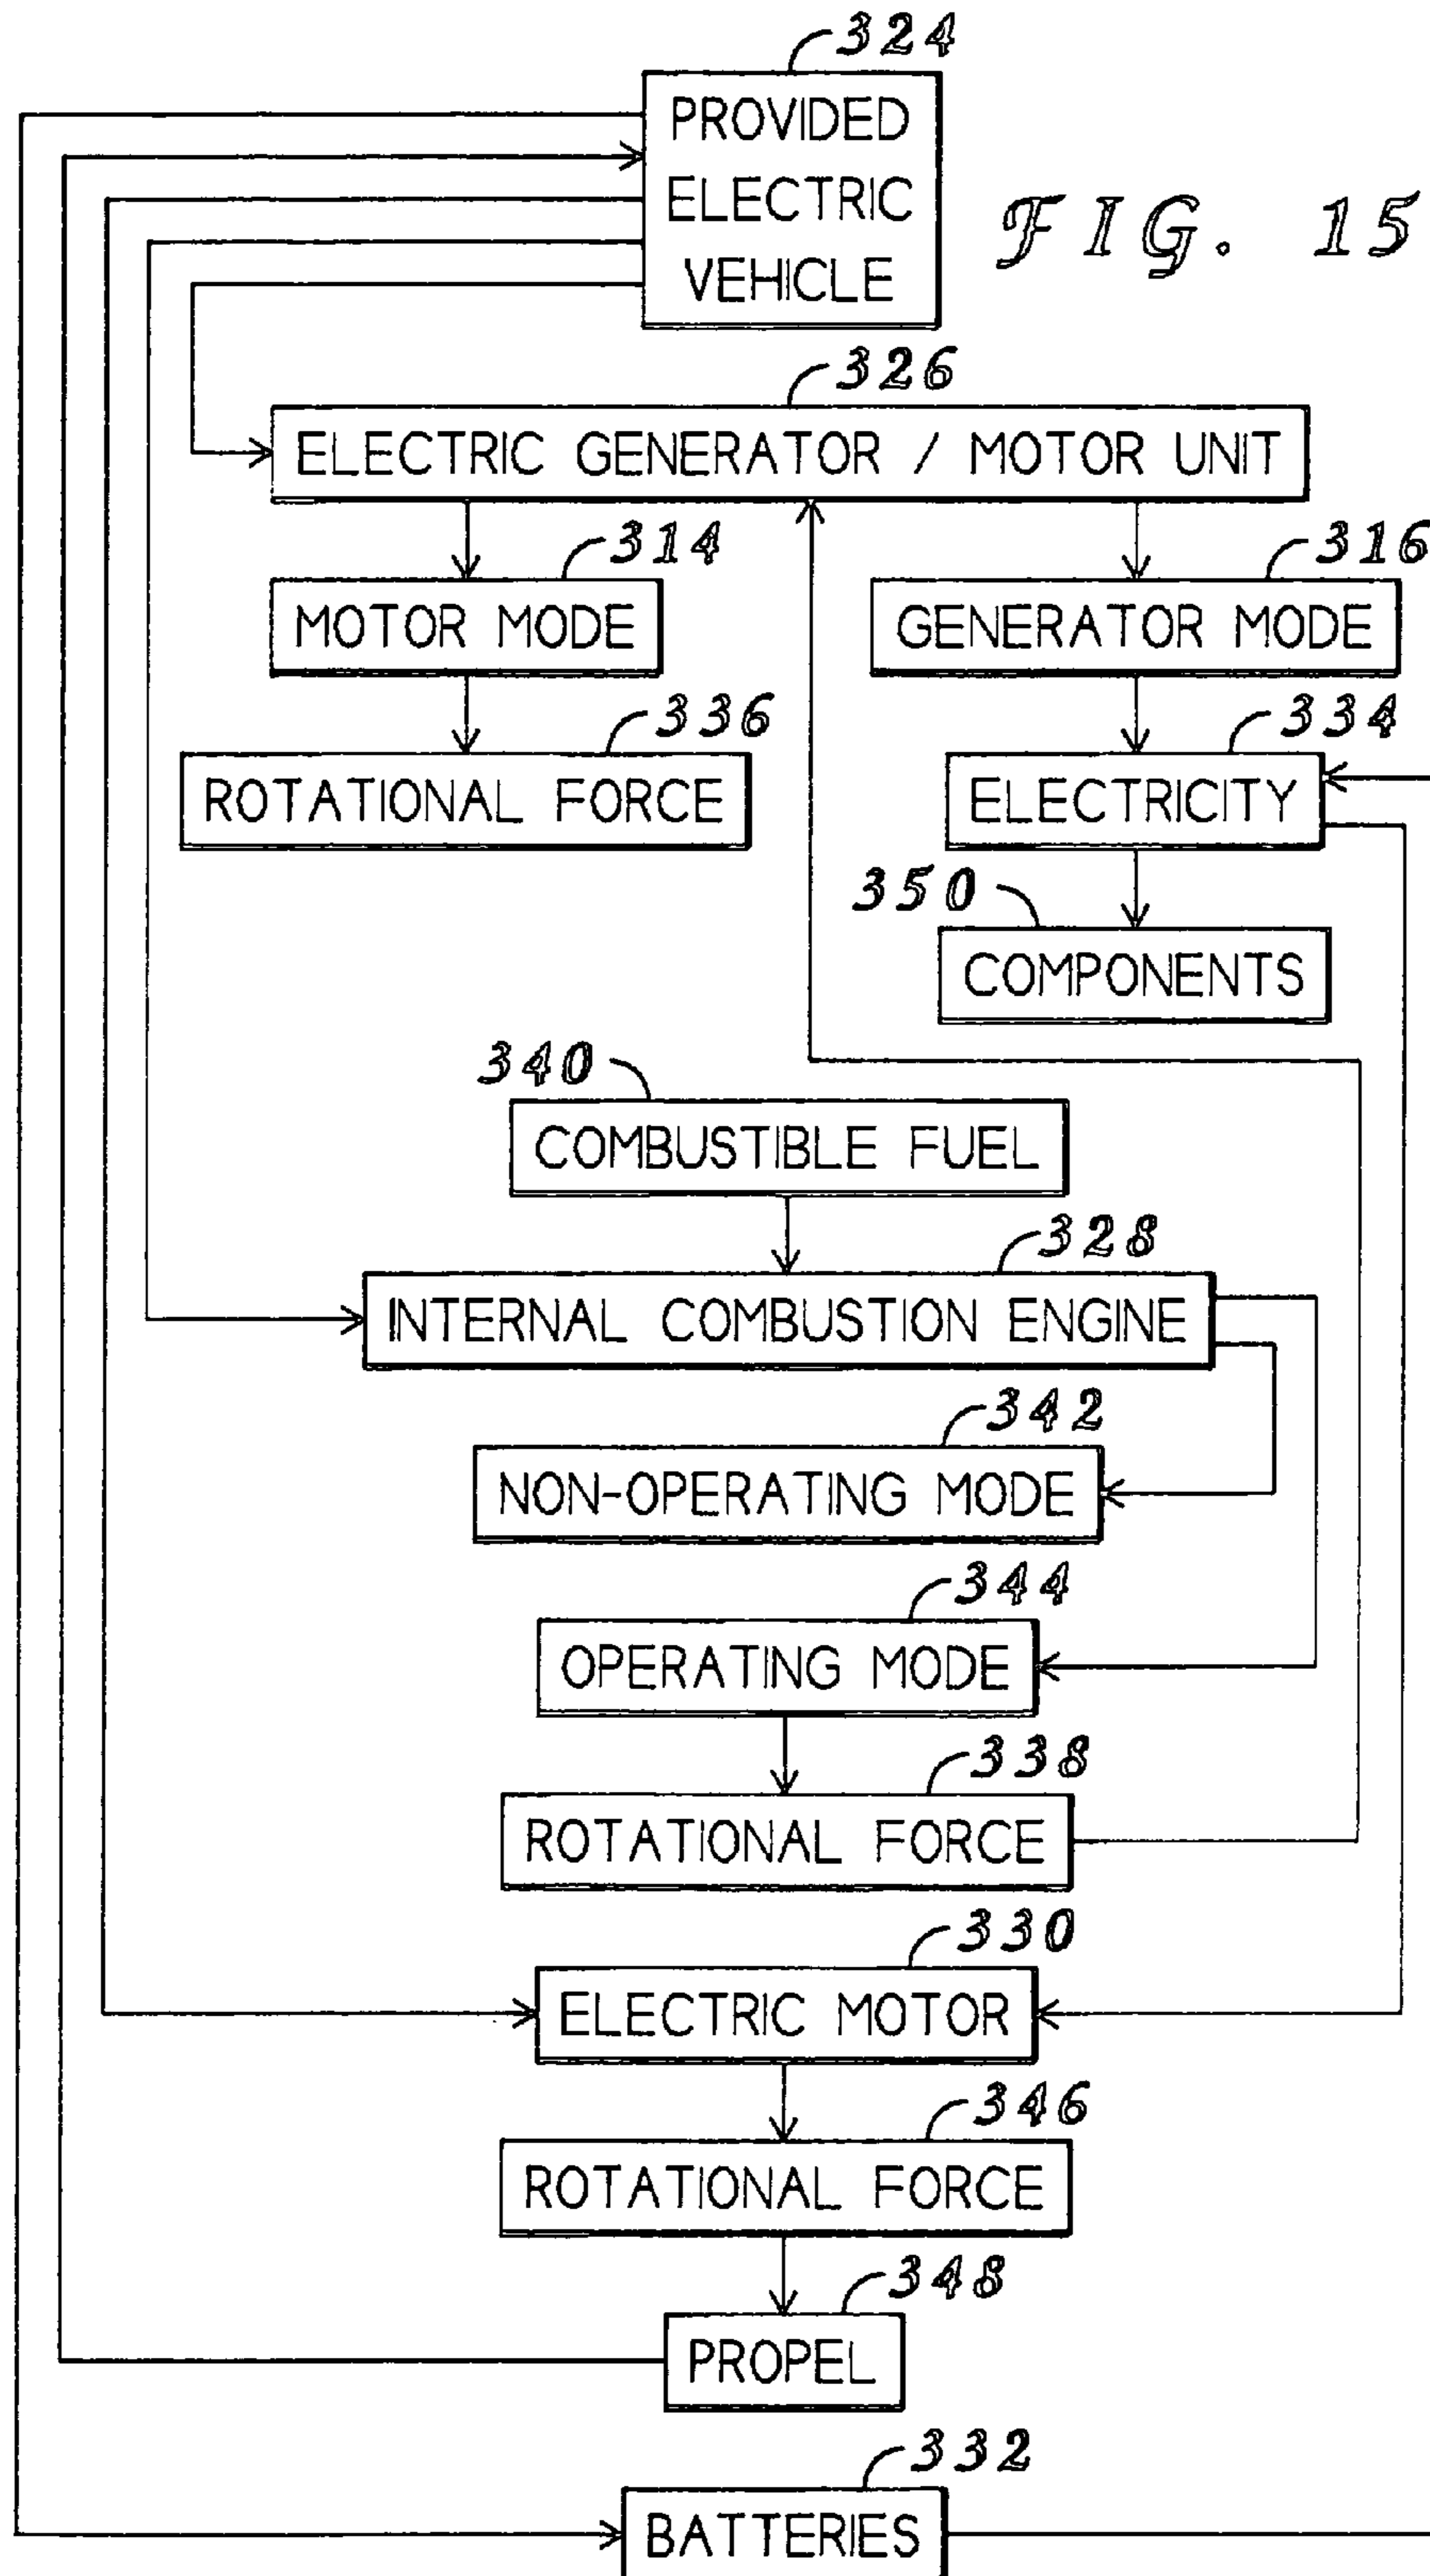 324
PROVIDED
ELECTRIC
VEHICLE
FIG. 15
326
ELECTRIC GENERATOR / MOTOR UNIT
314
MOTOR MODE
316
GENERATOR MODE
336
ROTATIONAL FORCE
334
ELECTRICITY
350
COMPONENTS
340
COMBUSTIBLE FUEL
328
INTERNAL COMBUSTION ENGINE
342
NON-OPERATING MODE
344
OPERATING MODE
338
ROTATIONAL FORCE
330
ELECTRIC MOTOR
346
ROTATIONAL FORCE
348
PROPEL
332
BATTERIES